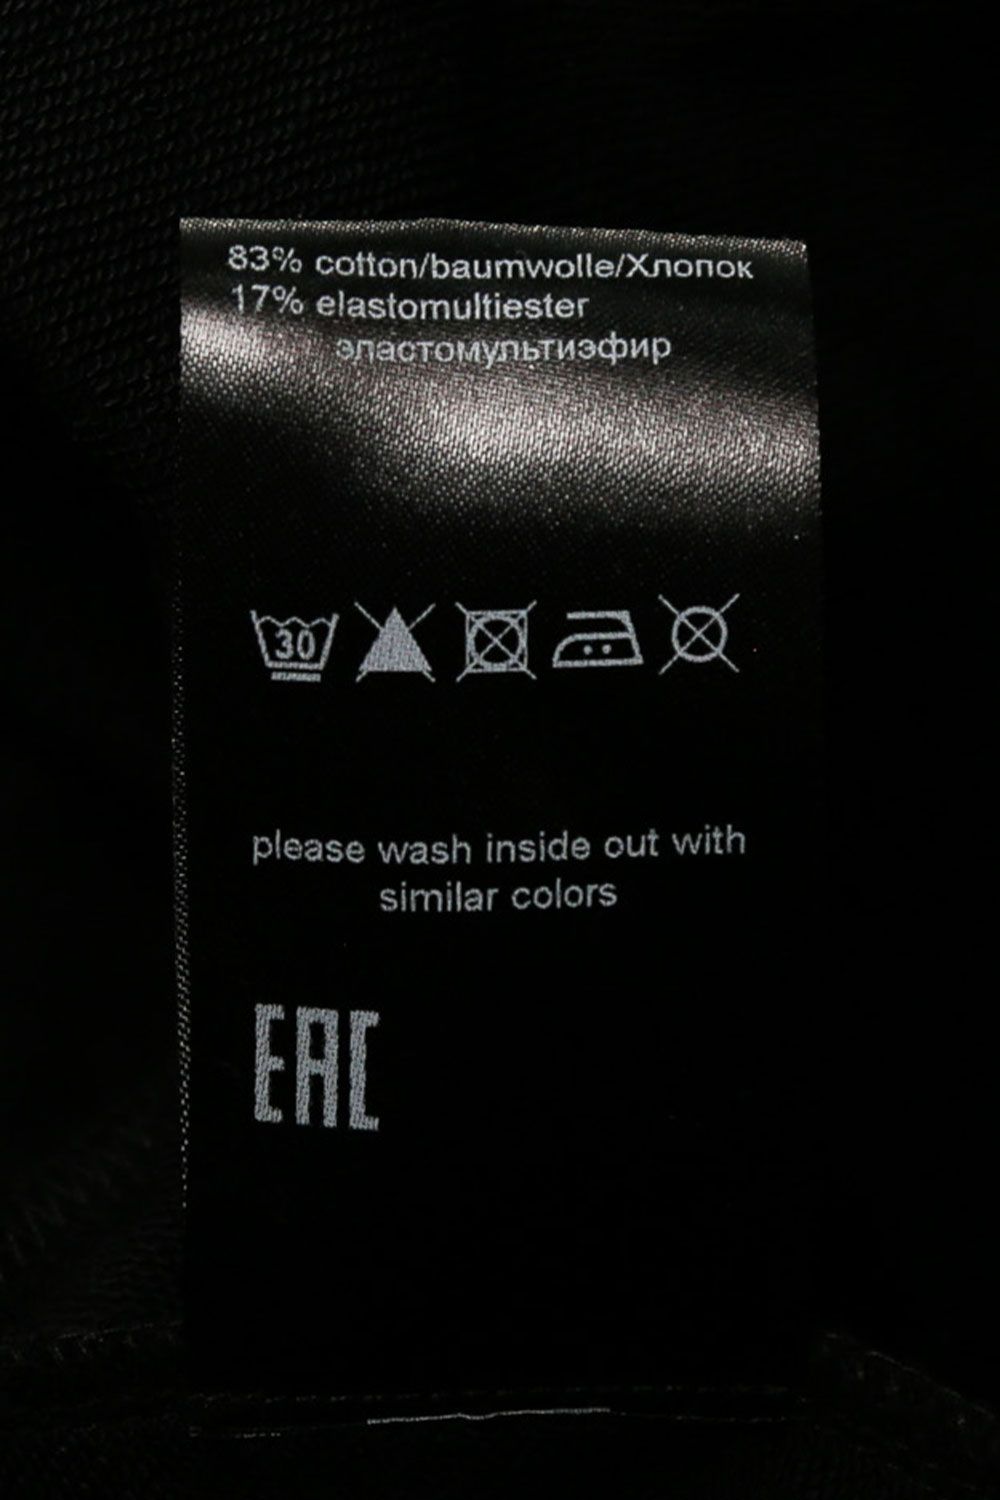 83% cotton/baumwolle/Хлопок
17% elastomultiester
эластомультиэфир
30
please wash inside out with
similar colors
EAC